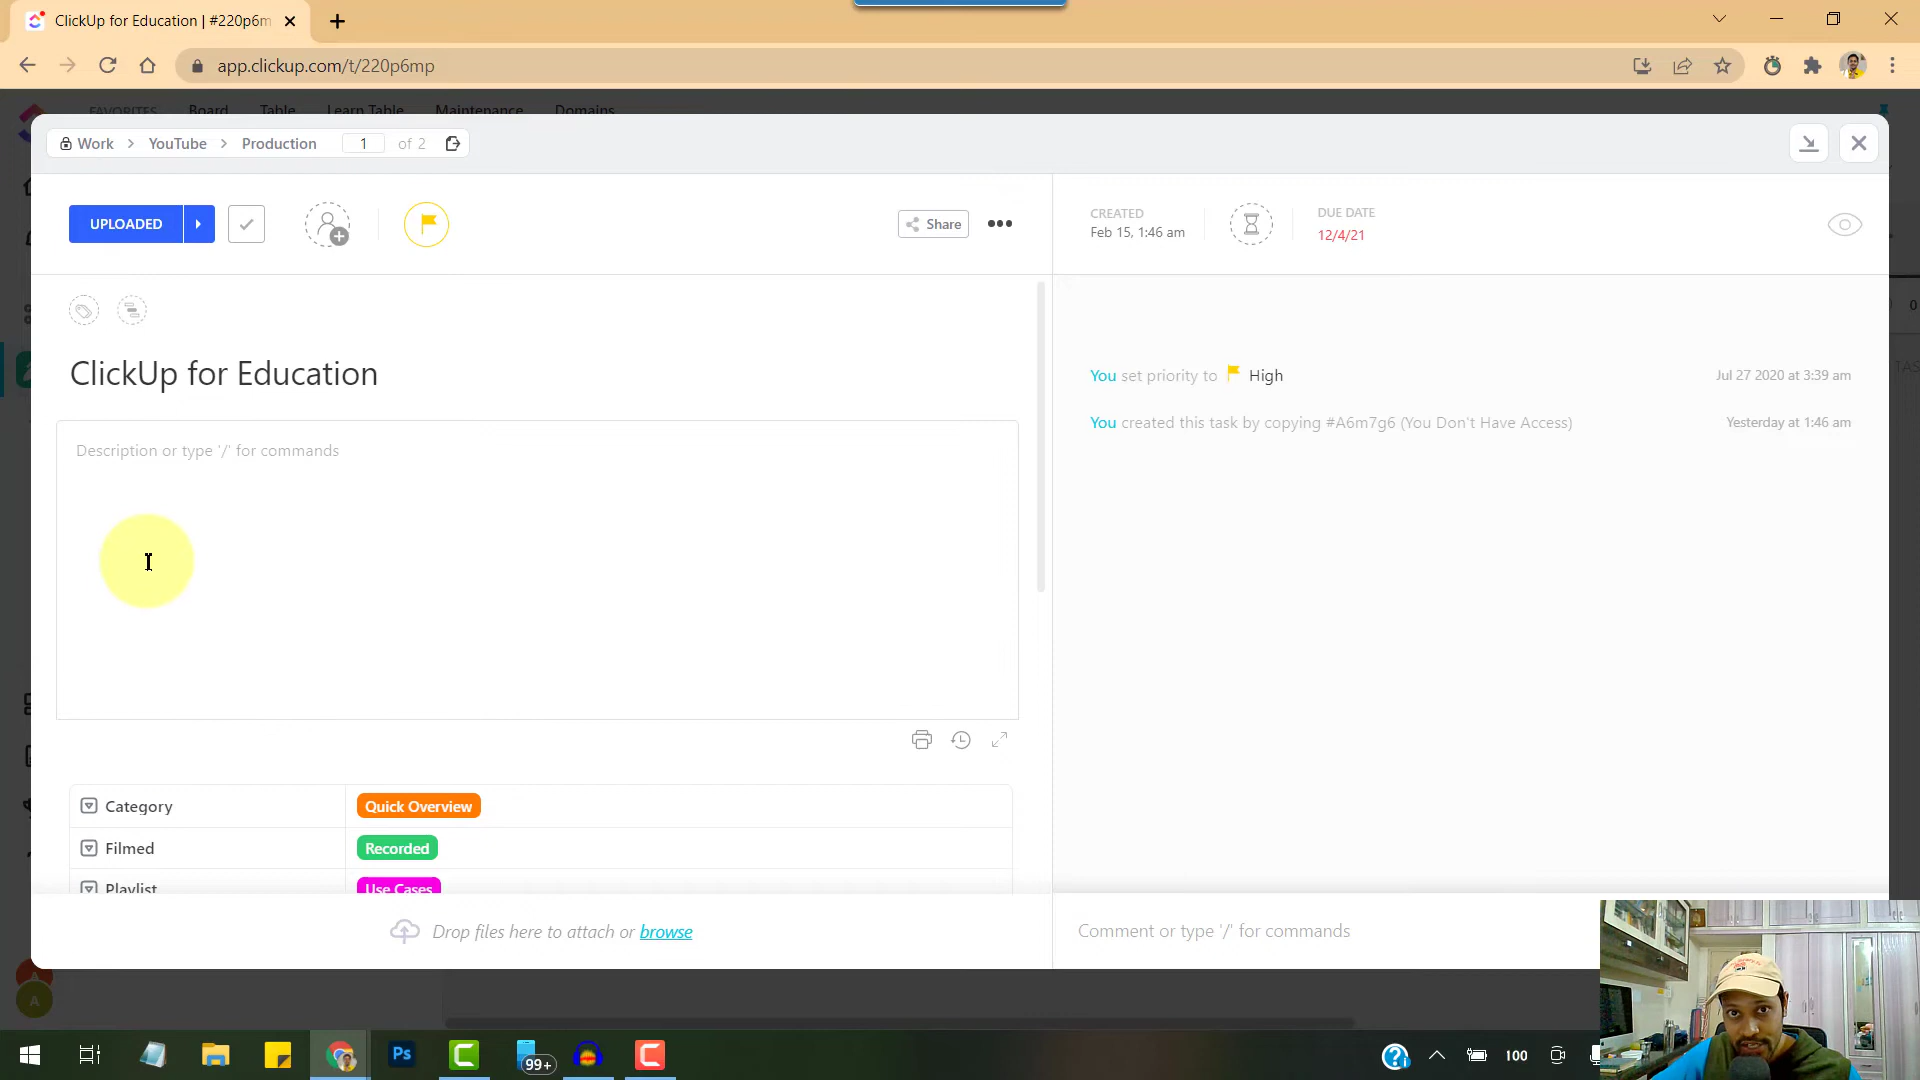 ClickUp for Education | #220p6m
app.clickup.com/t/220p6mp
FAVORITES Board Table Learn Table Maintenance Domains
Work > YouTube > Production 1 of 2
UPLOADED
Share
CREATED
Feb 15, 1:46 am
DUE DATE
12/4/21
ClickUp for Education
Description or type '/' for commands
You set priority to High Jul 27 2020 at 3:39 am
You created this task by copying #A6m7g6 (You Don't Have Access) Yesterday at 1:46 am
Category Quick Overview
Filmed Recorded
Playlist Use Cases
Drop files here to attach or browse
Comment or type '/' for commands
A
A
0
TAS
Ps
99+
100